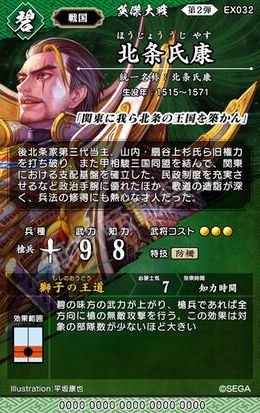 碧 戦国 英傑大戦 第2弾 EX032
ほうじょう うじ やす
北条氏康
統一名称：北条氏康
生没年：1515～1571
「関東に我ら北条の王国を築かん」
後北条家第三代当主。山内・扇谷上杉氏ら旧権力
を打ち破り、また甲相駿三国同盟を結んで、関東
における支配基盤を確立した。民政制度を充実さ
せるなど政治手腕に優れたほか、歌道の造詣が
深く、兵法の修得にも熱心な才人だった。
兵種 武力 知力 武将コスト
槍兵 9 8 特技 防柵
ししのおうどう
獅子の王道 必要士気 7 効果時間 知力時間
効果範囲
碧の味方の武力が上がり、槍兵であれば全
方向に槍の無敵攻撃を行う。この効果は対
象の部隊数が少ないほど大きい
Illustration:平坂康也 ©SEGA
0000-0000-0000-0000-0000